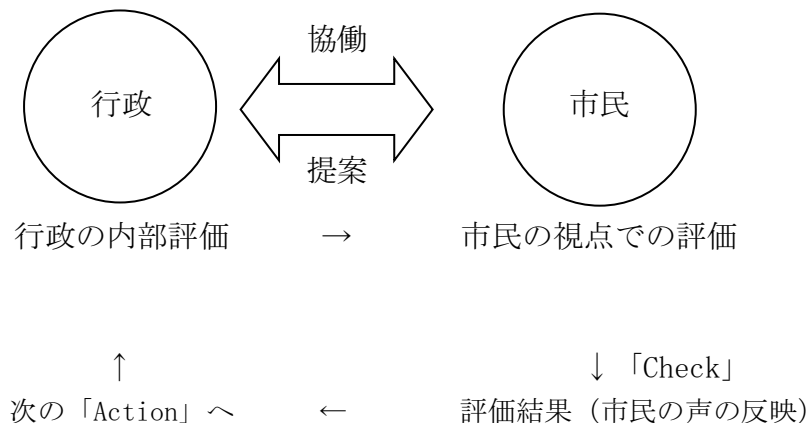 協働
行政 市民
提案
行政の内部評価 → 市民の視点での評価
↑ ↓「Check」
次の「Action」へ ← 評価結果（市民の声の反映）